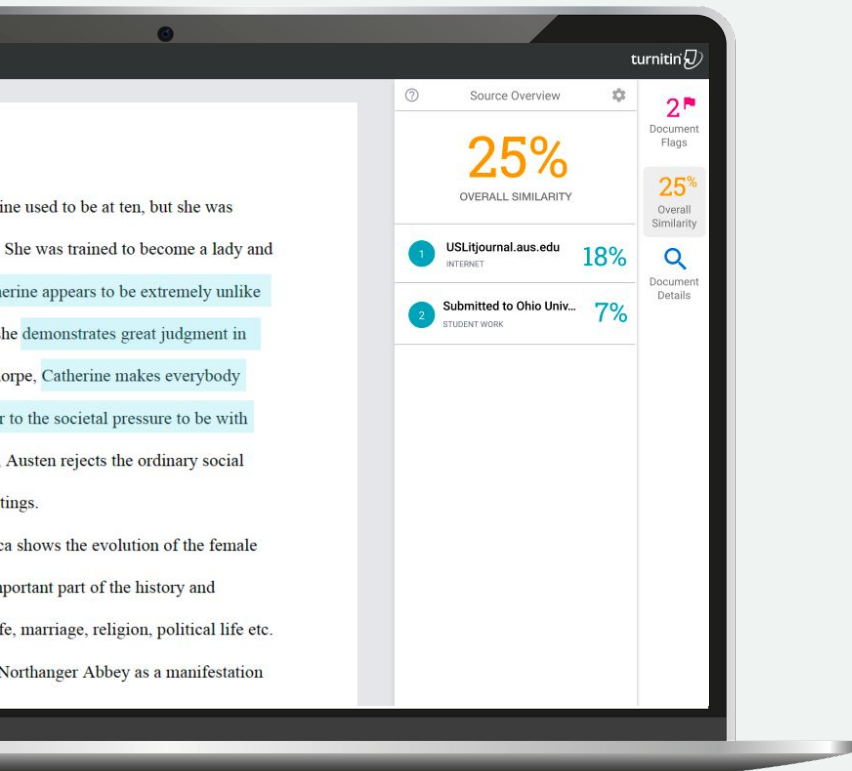 turnitin
ine used to be at ten, but she was
She was trained to become a lady and
herine appears to be extremely unlike
he demonstrates great judgment in
orpe, Catherine makes everybody
r to the societal pressure to be with
, Austen rejects the ordinary social
tings.
ca shows the evolution of the female
portant part of the history and
fe, marriage, religion, political life etc.
Northanger Abbey as a manifestation
? Source Overview
25%
OVERALL SIMILARITY
1 USLitjournal.aus.edu 18%
INTERNET
2 Submitted to Ohio Univ... 7%
STUDENT WORK
2
Document
Flags
25%
Overall
Similarity
Document
Details